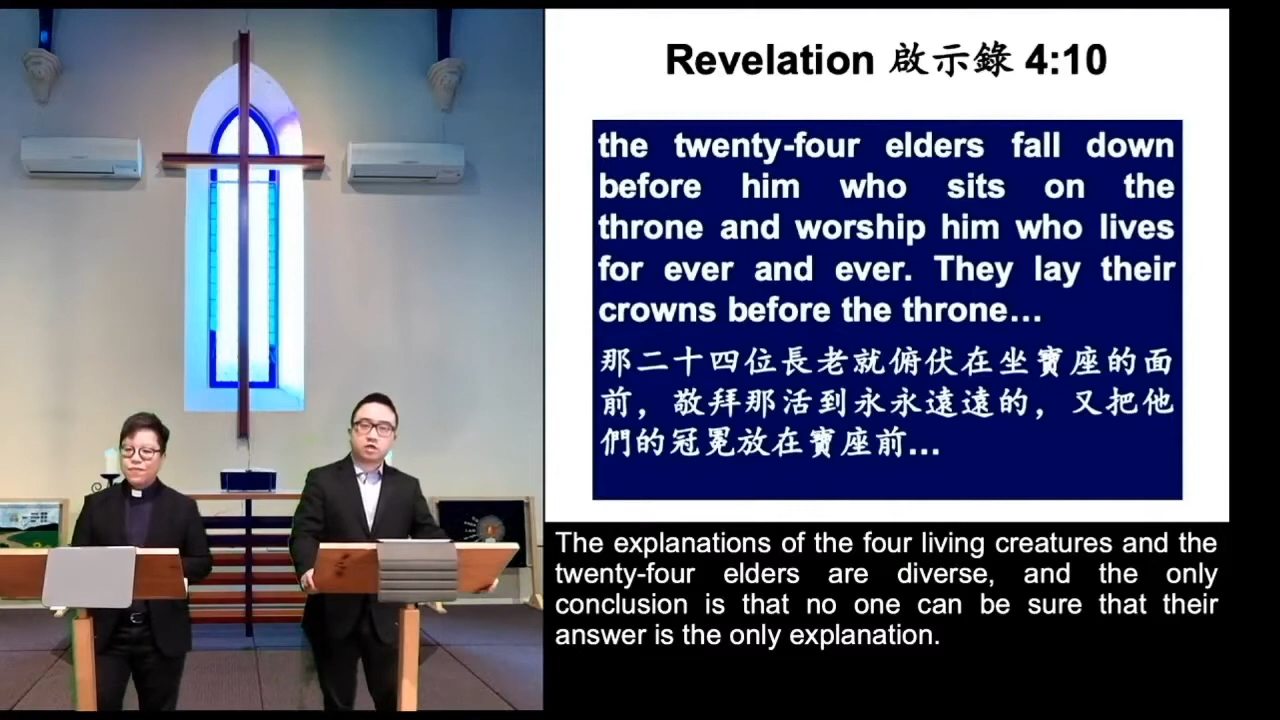 Revelation 啟示錄 4:10
the twenty-four elders fall down
before him who sits on the
throne and worship him who lives
for ever and ever. They lay their
crowns before the throne…
那二十四位長老就俯伏在坐寶座的面
前，敬拜那活到永永遠遠的，又把他
們的冠冕放在寶座前…
The explanations of the four living creatures and the
twenty-four elders are diverse, and the only
conclusion is that no one can be sure that their
answer is the only explanation.